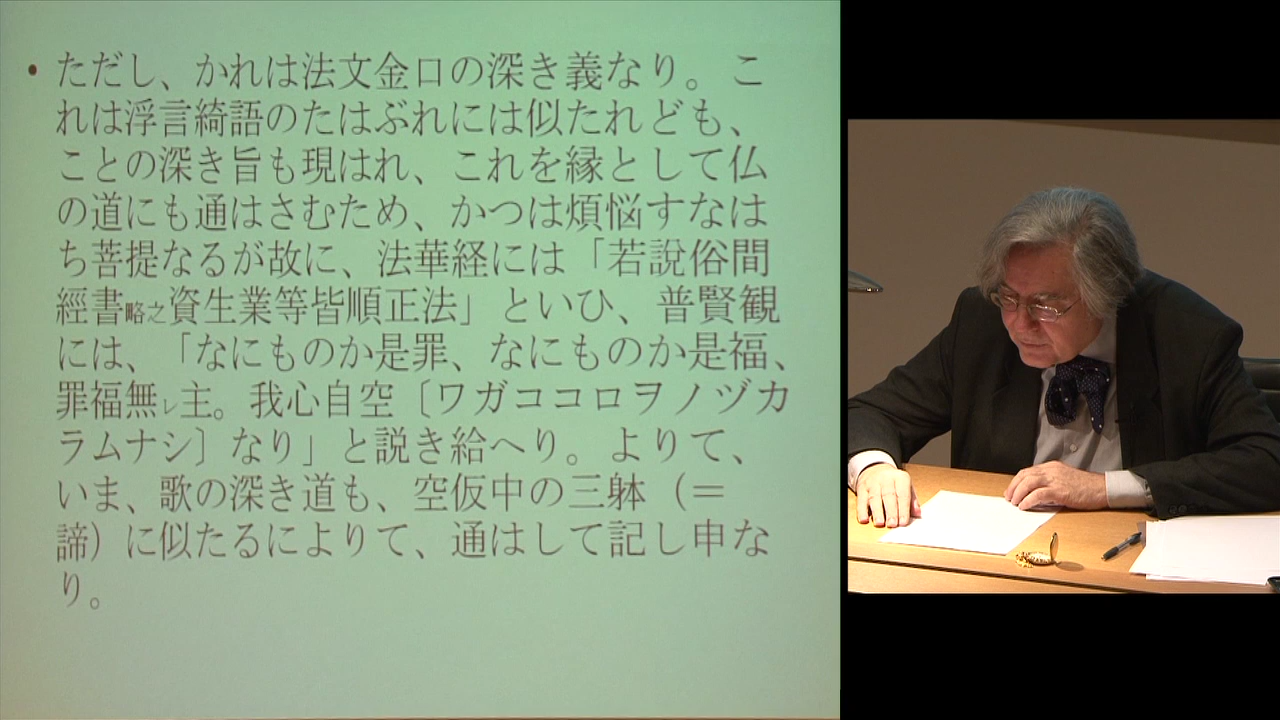 • ただし、かれは法文金口の深き義なり。 こ
れは浮言綺語のたはぶれには似たれども、
ことの深き旨も現はれ、これを縁として仏
の道にも通はさむため、かつは煩悩すなは
ち菩提なるが故に、法華経には「若説俗間
經書略之資生業等皆順正法」といひ、普賢観
には、「なにものか是罪、なにものか是福、
罪福無レ主。我心自空〔ワガココロヲノヅカ
ラムナシ〕なり」と説き給へり。よりて、
いま、歌の深き道も、空仮中の三躰（＝
諦）に似たるによりて、通はして記し申な
り。